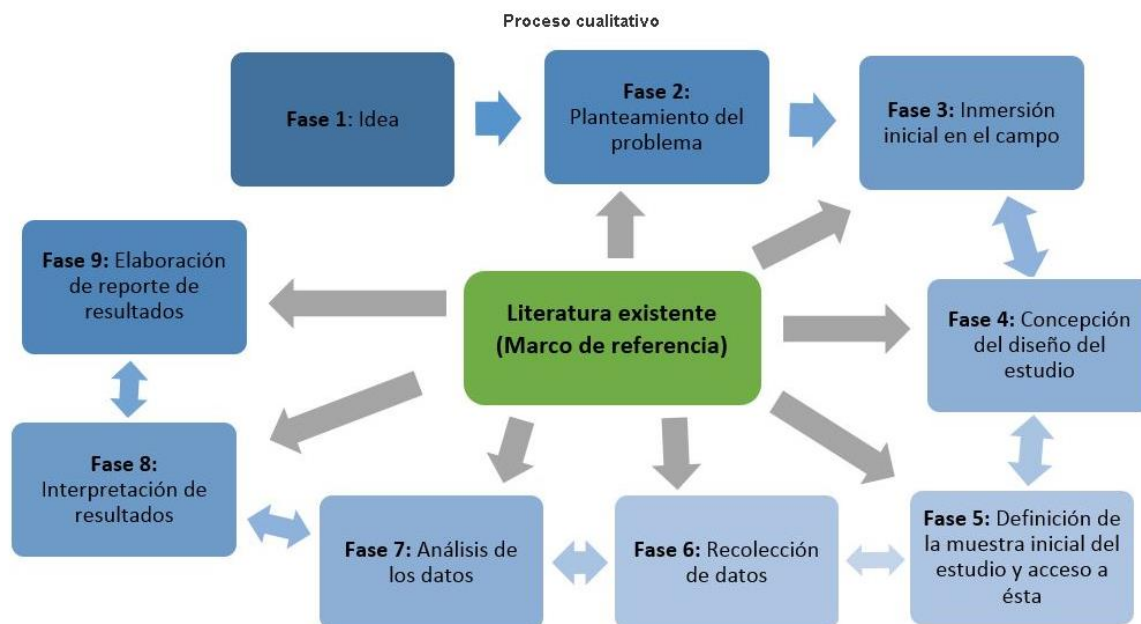 Proceso cualitativo
Fase 1: Idea
Fase 2:
Planteamiento del
problema
Fase 3: Inmersión
inicial en el campo
Fase 9: Elaboración
de reporte de
resultados
Literatura existente
(Marco de referencia)
Fase 4: Concepción
del diseño del
estudio
Fase 8:
Interpretación de
resultados
Fase 7: Análisis de
los datos
Fase 6: Recolección
de datos
Fase 5: Definición de
la muestra inicial del
estudio y acceso a
ésta